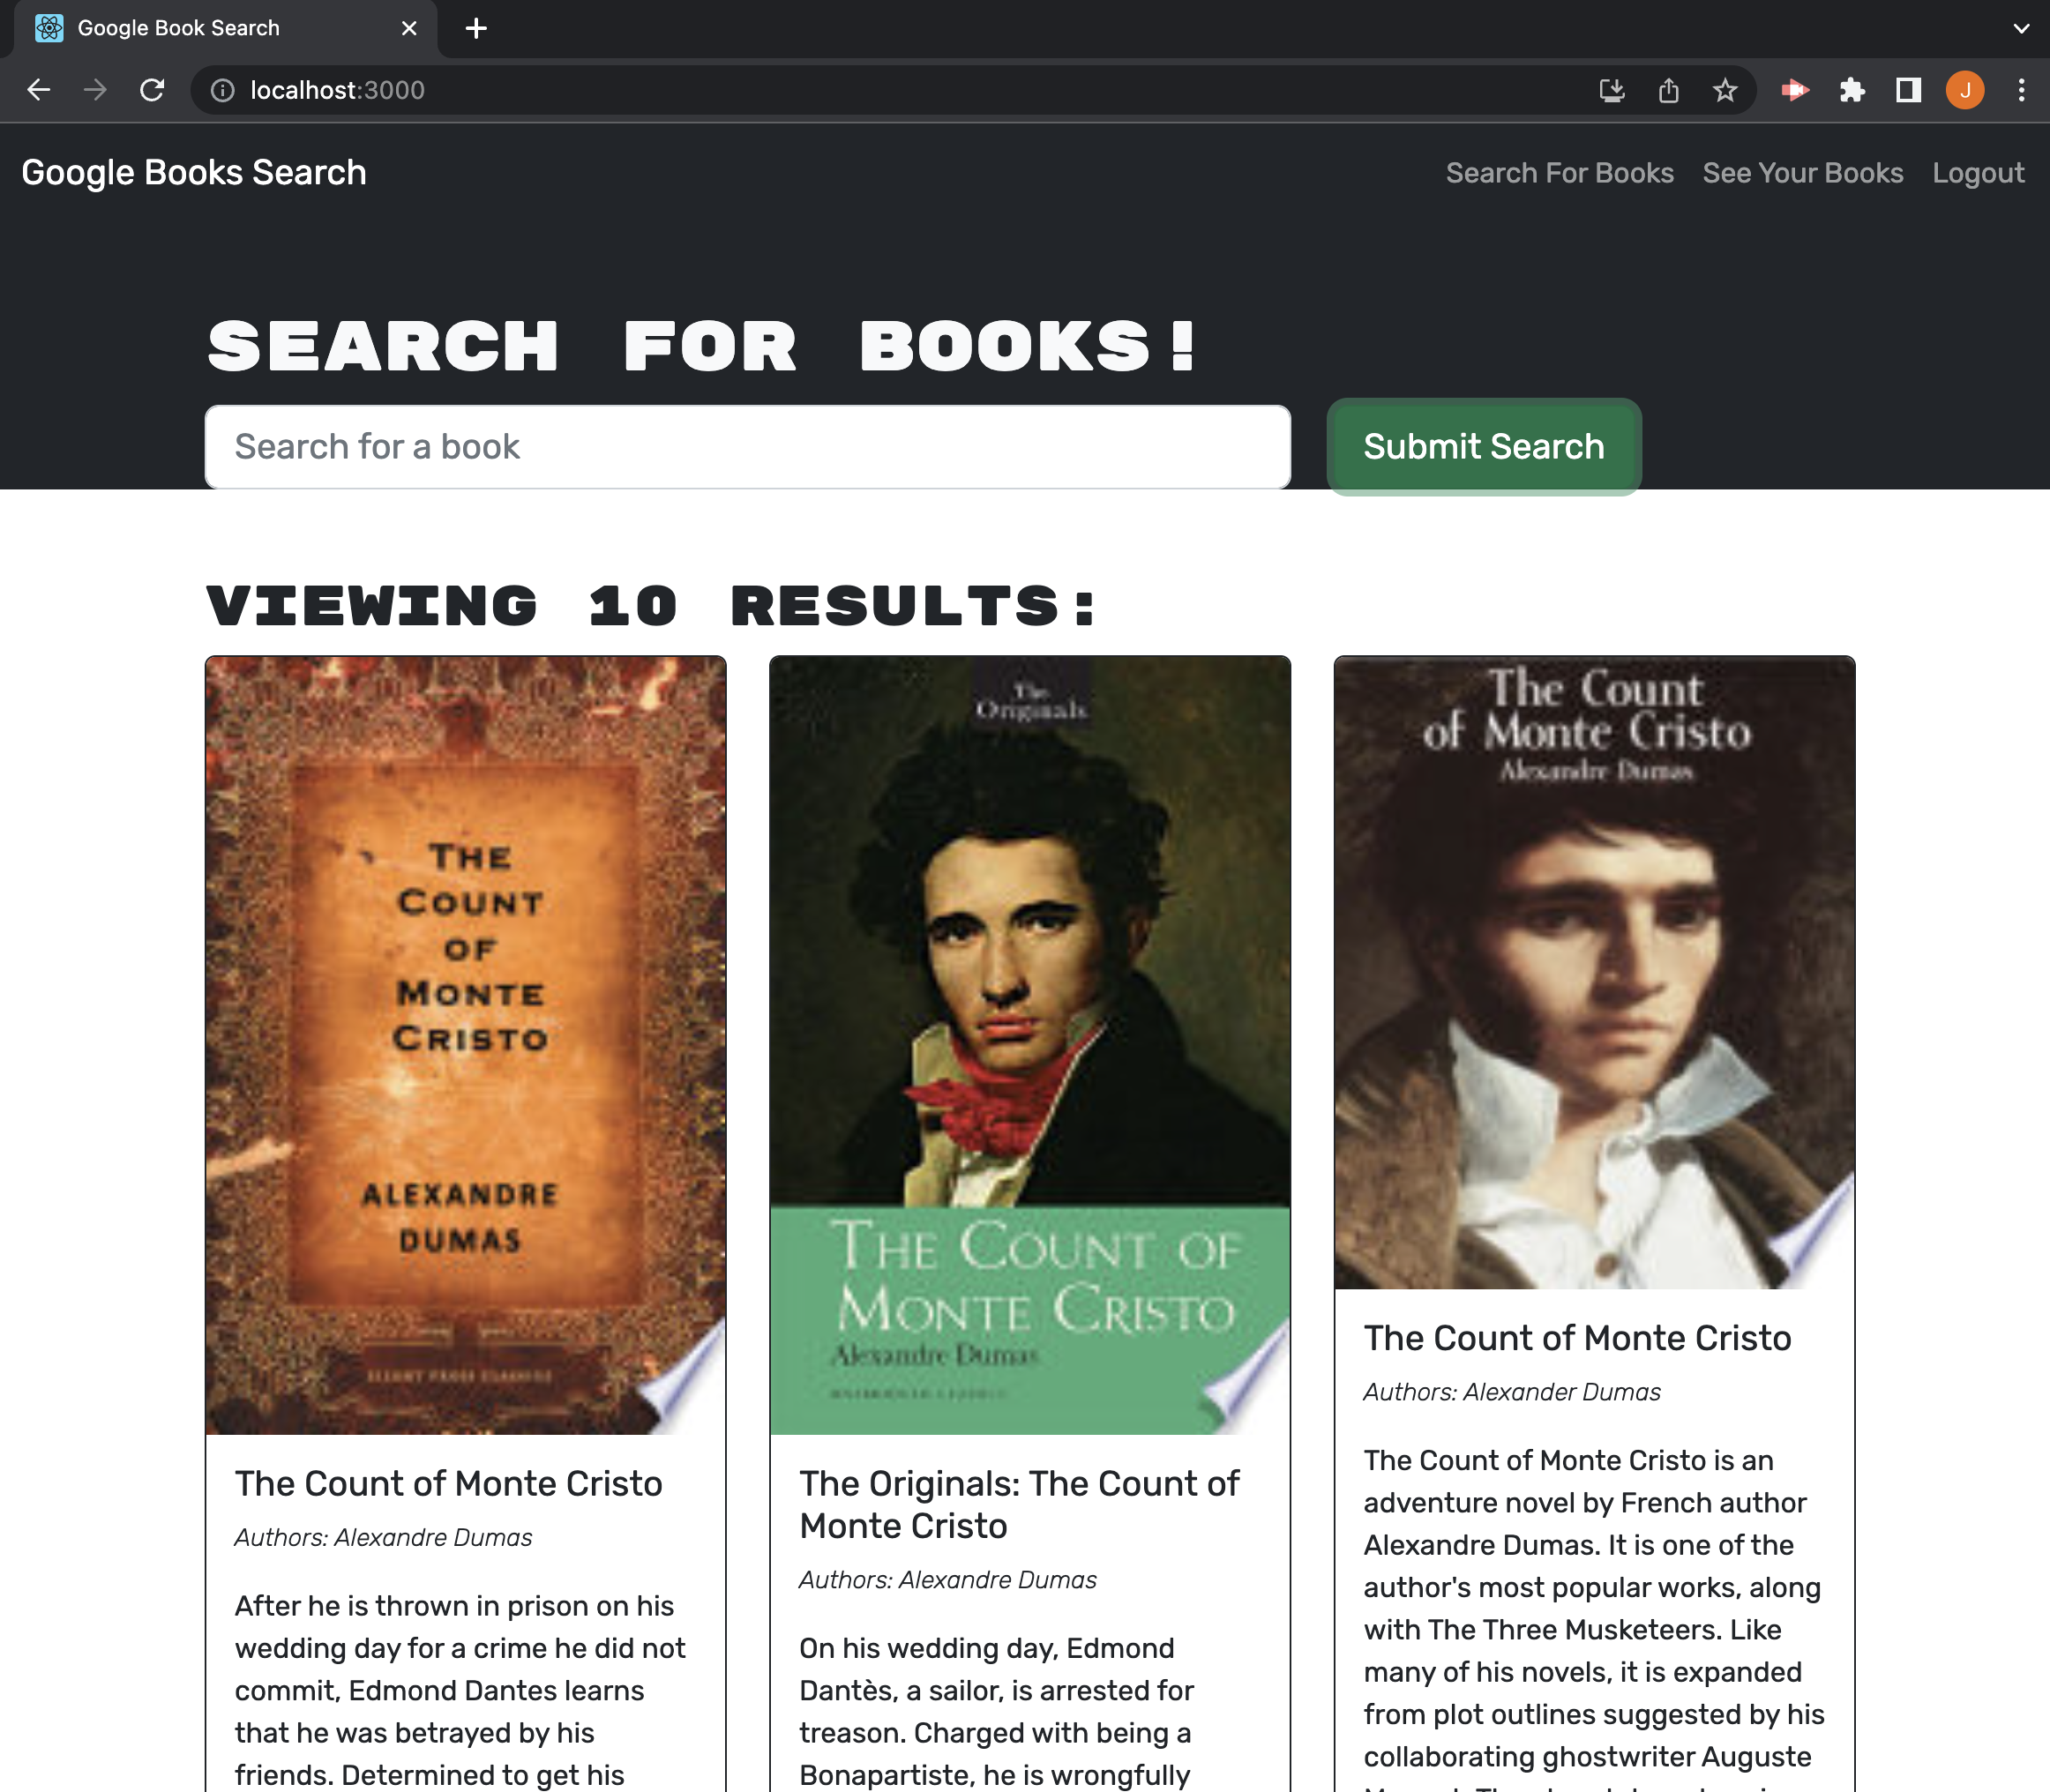 Google Book Search
localhost:3000
J
Google Books Search
Search For Books
See Your Books
Logout
SEARCH FOR BOOKS!
Search for a book
Submit Search
VIEWING 10 RESULTS:
THE
COUNT
OF
MONTE
CRISTO
ALEXANDRE
DUMAS
The Count of Monte Cristo
Authors: Alexandre Dumas
After he is thrown in prison on his
wedding day for a crime he did not
commit, Edmond Dantes learns
that he was betrayed by his
friends. Determined to get his
The
Originals
THE COUNT OF
MONTE CRISTO
Alexandre Dumas
The Originals: The Count of
Monte Cristo
Authors: Alexandre Dumas
On his wedding day, Edmond
Dantès, a sailor, is arrested for
treason. Charged with being a
Bonapartiste, he is wrongfully
The Count
of Monte Cristo
Alexandre Dumas
The Count of Monte Cristo
Authors: Alexander Dumas
The Count of Monte Cristo is an
adventure novel by French author
Alexandre Dumas. It is one of the
author's most popular works, along
with The Three Musketeers. Like
many of his novels, it is expanded
from plot outlines suggested by his
collaborating ghostwriter Auguste